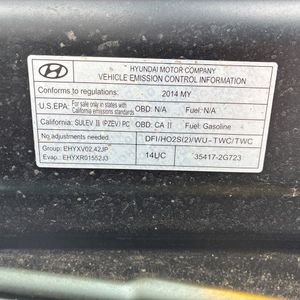 HYUNDAI MOTOR COMPANY
VEHICLE EMISSION CONTROL INFORMATION
Conforms to regulations: 2014 MY
U.S.EPA: For sale only in states with California emissions standards OBD: N/A Fuel: N/A
California: SULEV II (PZEV) PC OBD: CA II Fuel: Gasoline
No adjustments needed DFI/HO2S(2)/WU-TWC/TWC
Group: EHYXV02.4ZJP
Evap.: EHYXR0155ZJ3 14UC 35417-2G723